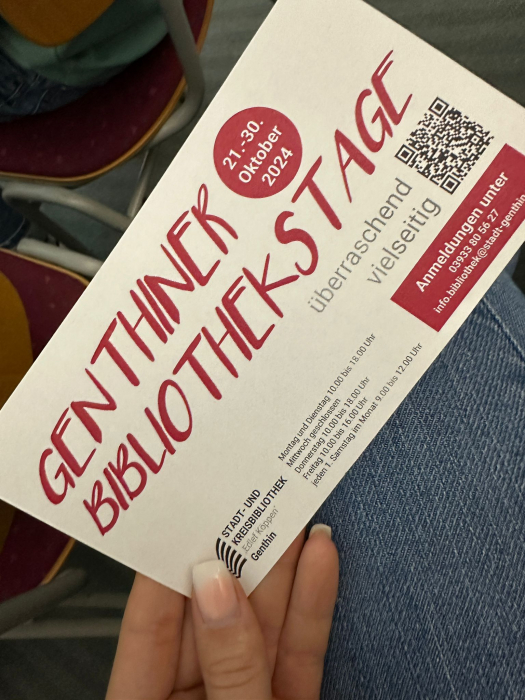 21.-30.
Oktober
2024
GENTHINER
BIBLIOTHEKSTAGE
überraschend
vielseitig
Anmeldungen unter
03933 80 56 27
info.bibliothek@stadt-genthin
Montag und Dienstag 10.00 bis 18.00 Uhr
Mittwoch geschlossen
Donnerstag 10.00 bis 18.00 Uhr
Freitag 10.00 bis 16.00 Uhr
jeden 1. Samstag im Monat 9.00 bis 12.00 Uhr
STADT- UND
KREISBIBLIOTHEK
„Edlef Köppen“
Genthin